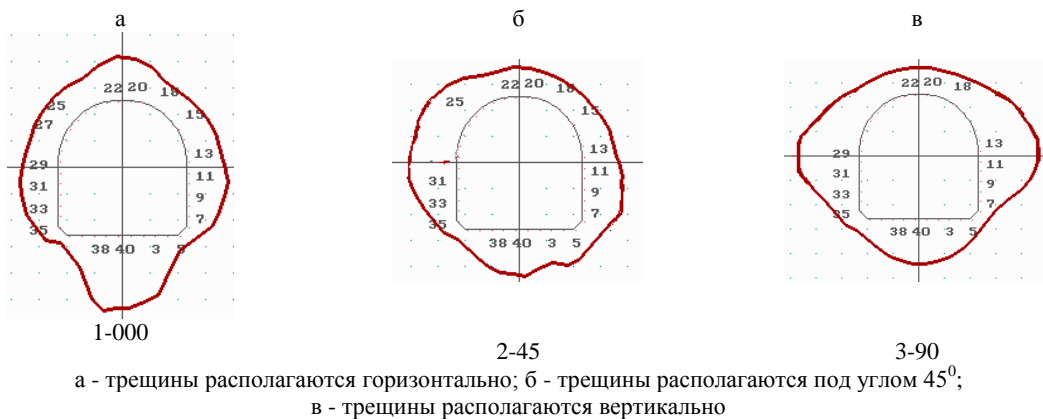 а
б
в
22 20 18 15 25 27 13 29 11 31 9 33 7 35 38 40 3 5
22 20 18 15 25 13 31 11 9 33 7 35 38 40 3 5
22 20 18 13 29 11 31 9 33 7 35 38 40 3 5
1-000
2-45
3-90
а - трещины располагаются горизонтально; б - трещины располагаются под углом 45⁰;
в - трещины располагаются вертикально